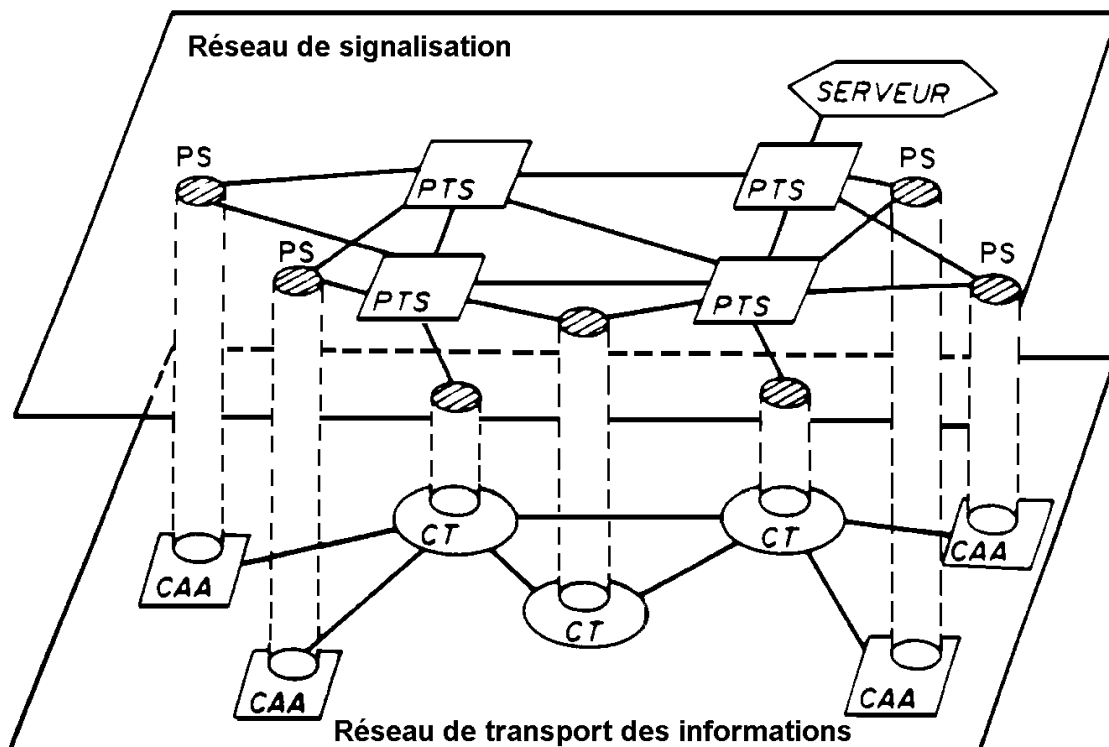 Réseau de signalisation
SERVEUR
PS
PTS
PTS
PS
PS
PTS
PTS
PS
CT
CT
CAA
CAA
CT
CAA
CAA
Réseau de transport des informations